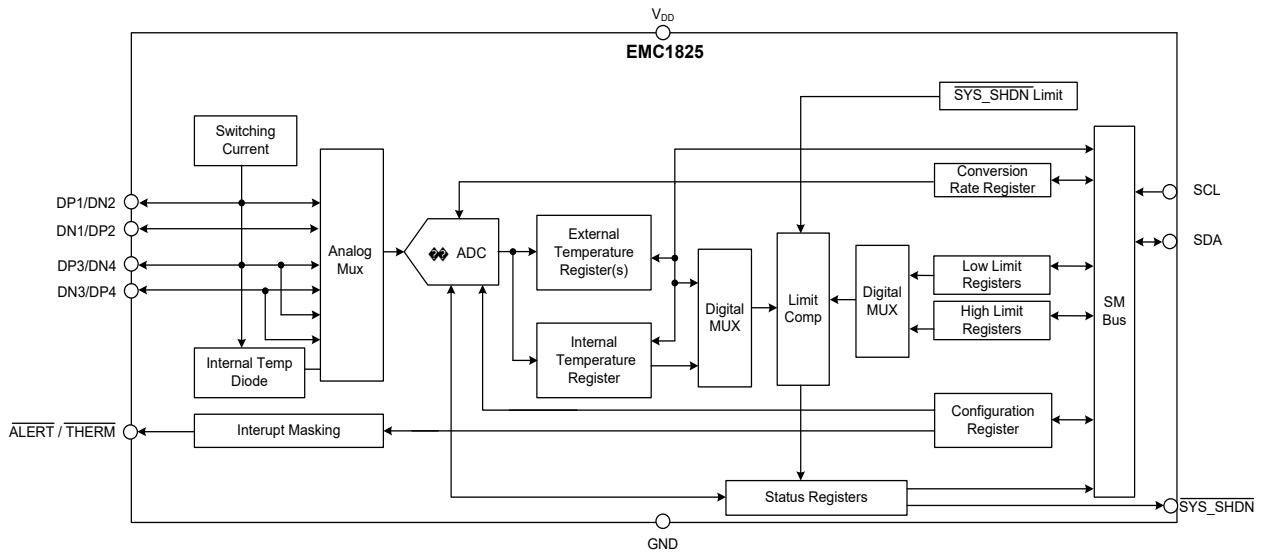 VDD
EMC1825
SYS_SHDN Limit
Switching
Current
Conversion
Rate Register
SCL
DP1/DN2
DN1/DP2
Analog
Mux
ADC
External
Temperature
Register(s)
SDA
DP3/DN4
DN3/DP4
Digital
MUX
Limit
Comp
Digital
MUX
Low Limit
Registers
High Limit
Registers
SM
Bus
Internal Temp
Diode
Internal
Temperature
Register
ALERT / THERM
Interupt Masking
Configuration
Register
Status Registers
SYS_SHDN
GND